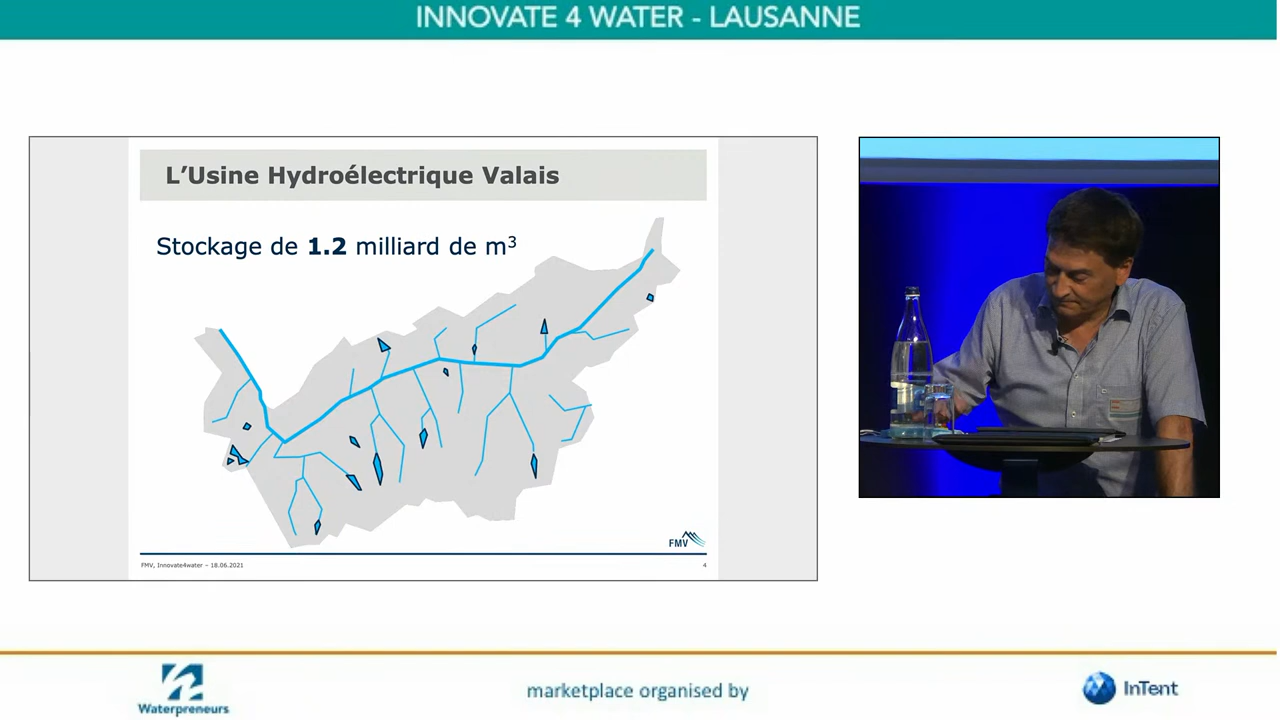 INNOVATE 4 WATER - LAUSANNE
L'Usine Hydroélectrique Valais
Stockage de 1.2 milliard de m³
FMV
FMV, Innovate4water – 18.06.2021
4
Waterpreneurs
marketplace organised by
InTent